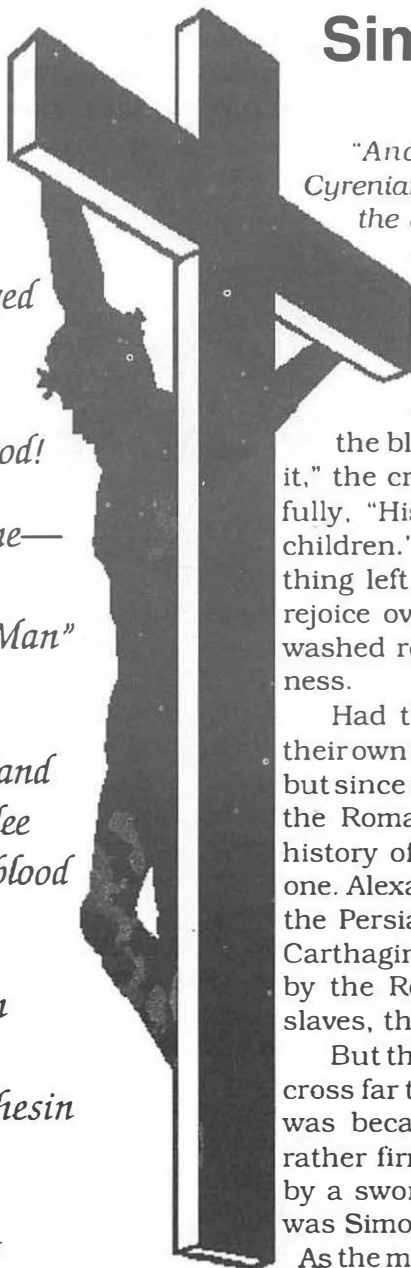 ved
od!
ne—
Man”
and
lee
blood
n
hesin
Sim
“And
Cyrenian
the
the bl
it,” the cr
fully, “His
children.”
thing left
rejoice ov
washed re
ness.
Had t
their own
but since
the Roma
history of
one. Alexa
the Persia
Carthagin
by the Ro
slaves, th
But th
cross far t
was beca
rather firm
by a swor
was Simo
As the m